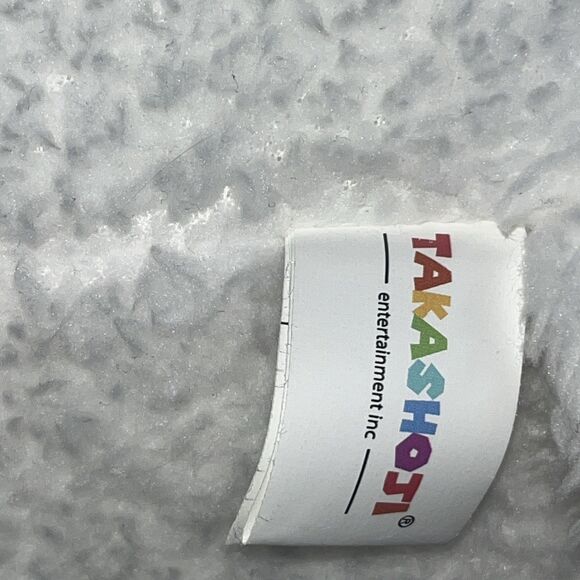 TAKASHOJI®
— entertainment inc —